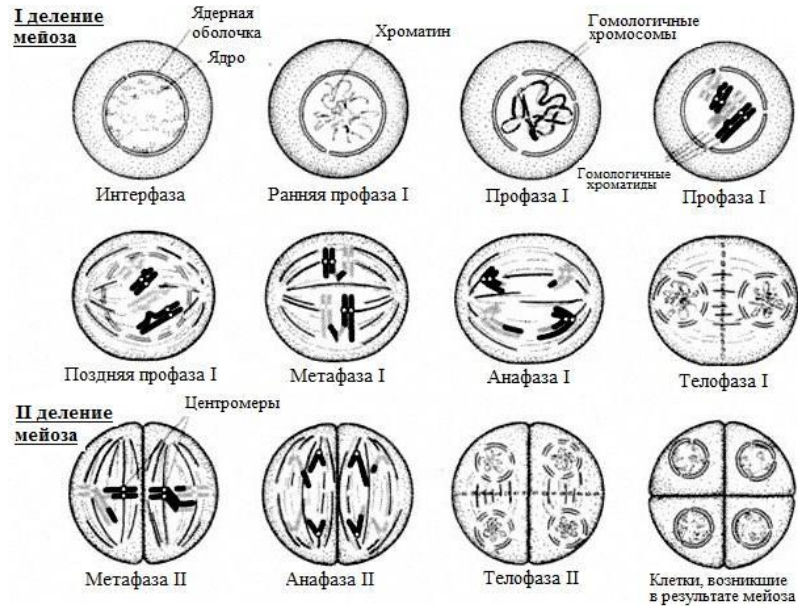 I деление
мейоза
Ядерная
оболочка
Ядро
Хроматин
Гомологичные
хромосомы
Гомологичные
хроматиды
Интерфаза
Ранняя профаза I
Профаза I
Профаза I
Поздняя профаза I
Метафаза I
Анафаза I
Телофаза I
II деление
мейоза
Центромеры
Метафаза II
Анафаза II
Телофаза II
Клетки, возникшие
в результате мейоза